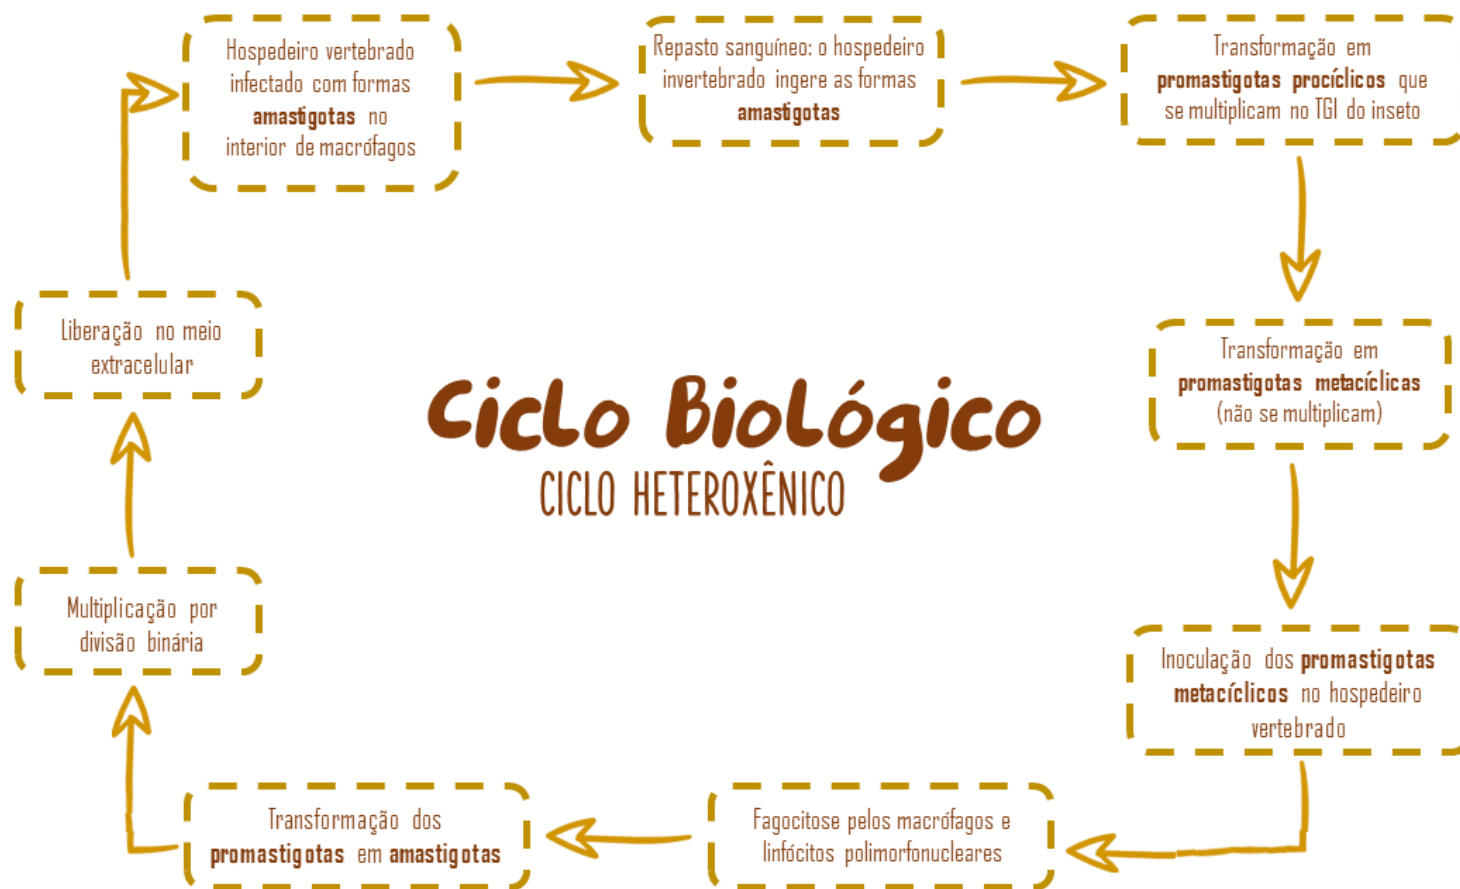 Hospedeiro vertebrado
infectado com formas
amastigotas no
interior de macrófagos
Repasto sanguíneo: o hospedeiro
invertebrado ingere as formas
amastigotas
Transformação em
promastigotas procíclicos que
se multiplicam no TGI do inseto
Transformação em
promastigotas metacíclicas
(não se multiplicam)
Inoculação dos promastigotas
metacíclicos no hospedeiro
vertebrado
Fagocitose pelos macrófagos e
linfócitos polimorfonucleares
Transformação dos
promastigotas em amastigotas
Multiplicação por
divisão binária
Liberação no meio
extracelular
Ciclo Biológico
CICLO HETEROXÊNICO